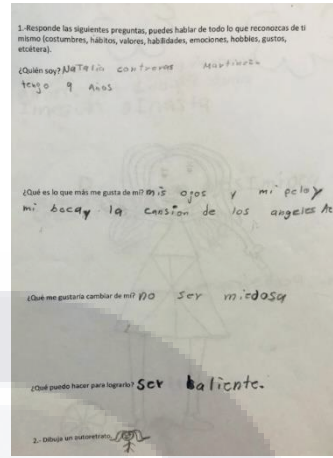 1.-Responde las siguientes preguntas, puedes hablar de todo lo que reconozcas de ti
mismo (costumbres, hábitos, valores, habilidades, emociones, hobbies, gustos,
etcétera).
¿Quién soy? Natalia contreras
tengo 9 Años
¿Qué es lo que más me gusta de mí? mis ojos y mi pelo y
mi boca y la cansion de los angeles
¿Qué me gustaría cambiar de mí? no ser miedosa
¿Qué puedo hacer para lograrlo? Ser baliente.
2.- Dibuja un autorretrato.